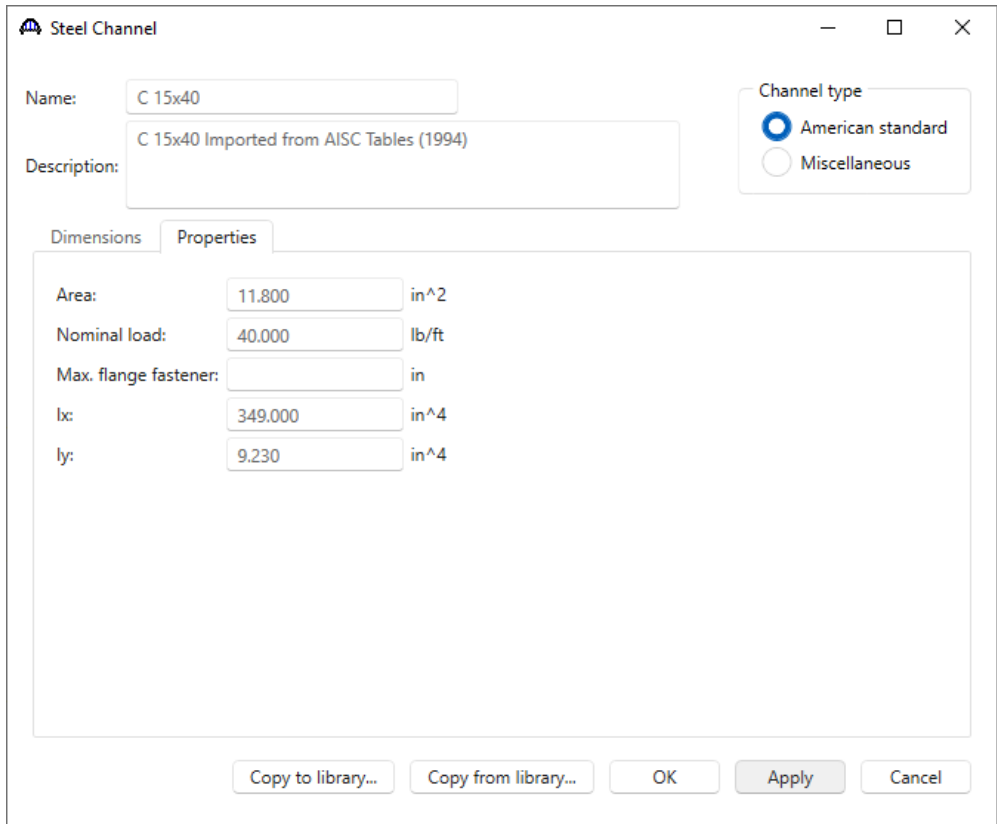 Steel Channel
Name: C 15x40
Description: C 15x40 Imported from AISC Tables (1994)
Channel type
American standard
Miscellaneous
Dimensions Properties
Area: 11.800 in^2
Nominal load: 40.000 lb/ft
Max. flange fastener: in
Ix: 349.000 in^4
Iy: 9.230 in^4
Copy to library... Copy from library... OK Apply Cancel